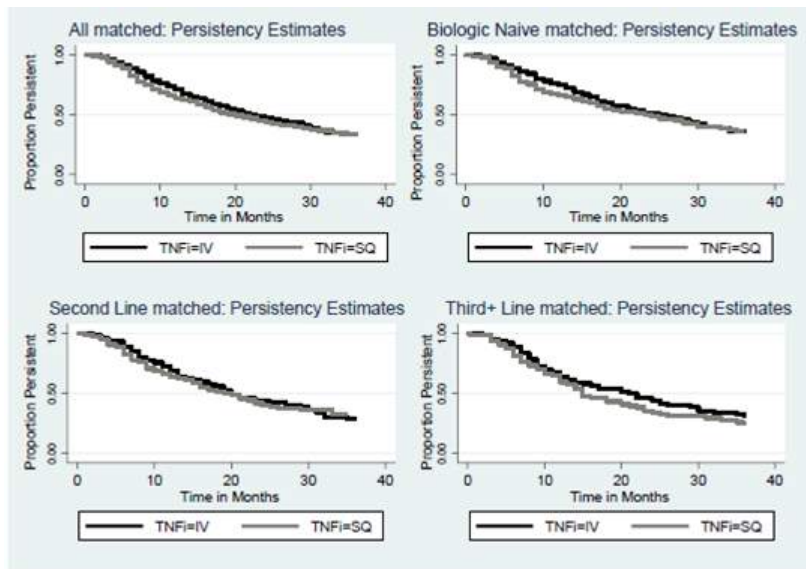 All matched: Persistency Estimates
Proportion Persistent
1.00
0.50
0.00
0 10 20 30 40
Time in Months
TNFi=IV TNFi=SQ
Biologic Naive matched: Persistency Estimates
Proportion Persistent
1.00
0.50
0.00
0 10 20 30 40
Time in Months
TNFi=IV TNFi=SQ
Second Line matched: Persistency Estimates
Proportion Persistent
1.00
0.50
0.00
0 10 20 30 40
Time in Months
TNFi=IV TNFi=SQ
Third+ Line matched: Persistency Estimates
Proportion Persistent
1.00
0.50
0.00
0 10 20 30 40
Time in Months
TNFi=IV TNFi=SQ